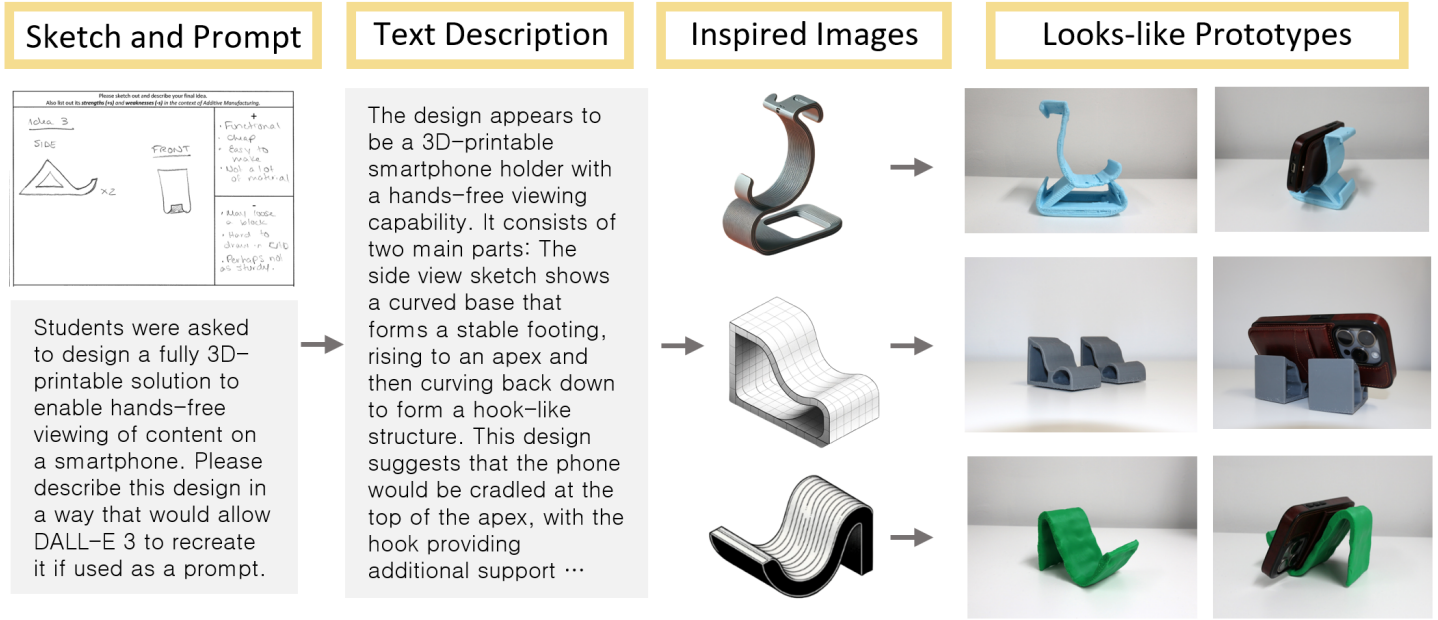 Sketch and Prompt
Text Description
Inspired Images
Looks-like Prototypes
Please sketch out and describe your final idea.
Also list out its strengths (+s) and weaknesses (-s) in the context of Additive Manufacturing.
Idea 3
SIDE
FRONT
x2
+
• Functional
• Cheap
• Easy to
make
• Not a lot
of material
-
• May loose
a block
• Hard to
draw in CAD
• Perhaps not
as sturdy.
Students were asked
to design a fully 3D-
printable solution to
enable hands-free
viewing of content on
a smartphone. Please
describe this design in
a way that would allow
DALL-E 3 to recreate
it if used as a prompt.
The design appears to
be a 3D-printable
smartphone holder with
a hands-free viewing
capability. It consists of
two main parts: The
side view sketch shows
a curved base that
forms a stable footing,
rising to an apex and
then curving back down
to form a hook-like
structure. This design
suggests that the phone
would be cradled at the
top of the apex, with the
hook providing
additional support ⋯